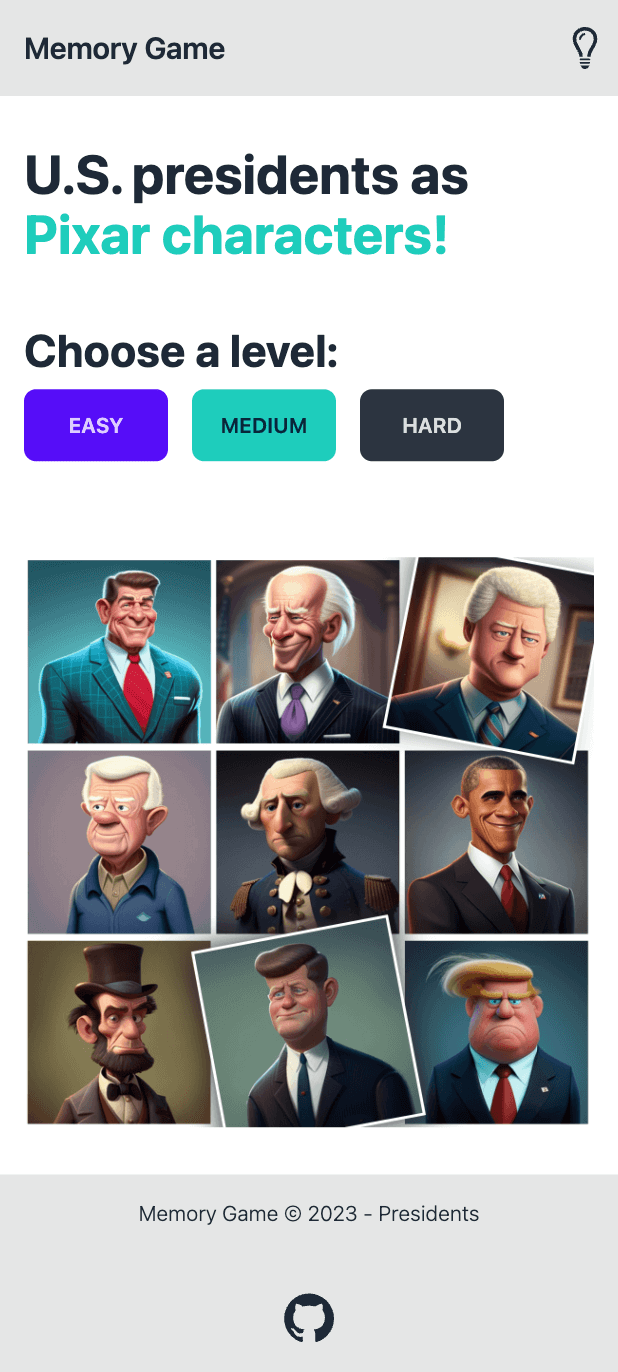 Memory Game
U.S. presidents as
Pixar characters!
Choose a level:
EASY
MEDIUM
HARD
Memory Game © 2023 - Presidents